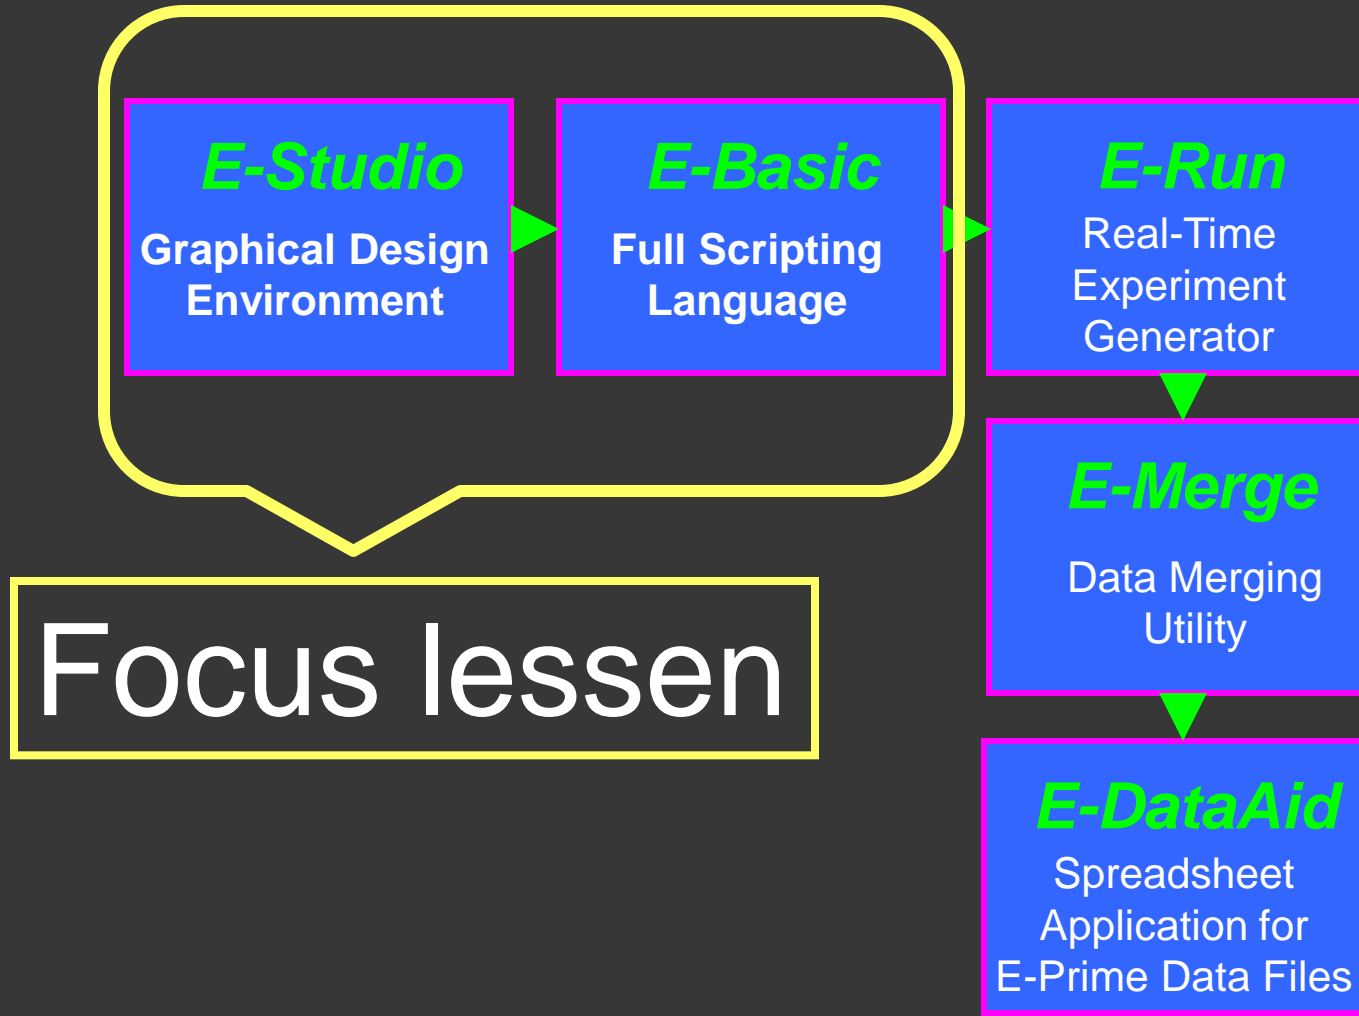 E-Studio
Graphical Design
Environment
E-Basic
Full Scripting
Language
E-Run
Real-Time
Experiment
Generator
E-Merge
Data Merging
Utility
Focus lessen
E-DataAid
Spreadsheet
Application for
E-Prime Data Files